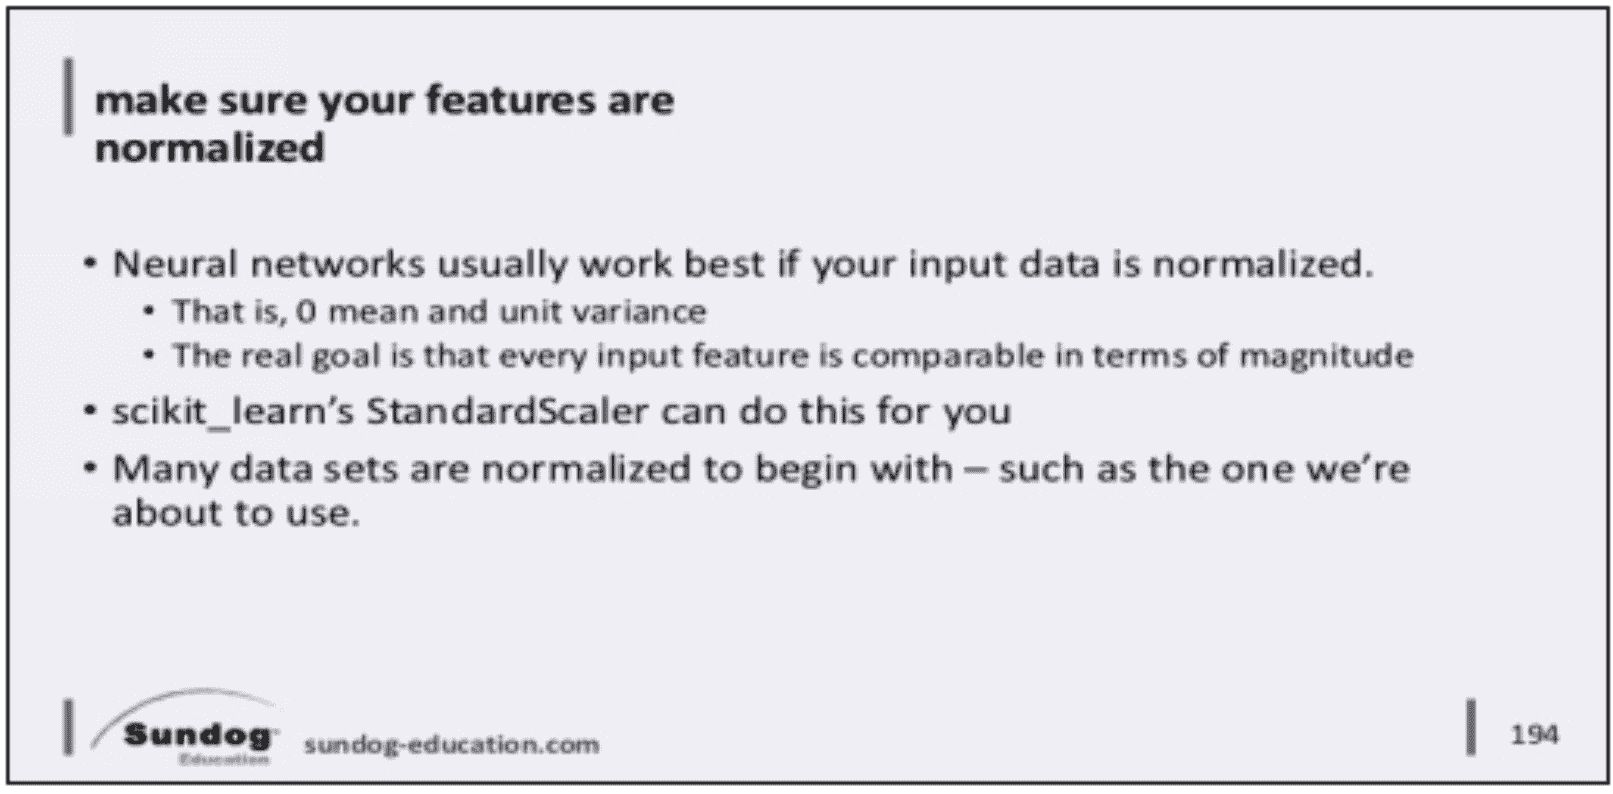 make sure your features are
normalized
• Neural networks usually work best if your input data is normalized.
• That is, 0 mean and unit variance
• The real goal is that every input feature is comparable in terms of magnitude
• scikit_learn’s StandardScaler can do this for you
• Many data sets are normalized to begin with – such as the one we’re
about to use.
Sundog
Education
sundog-education.com
194